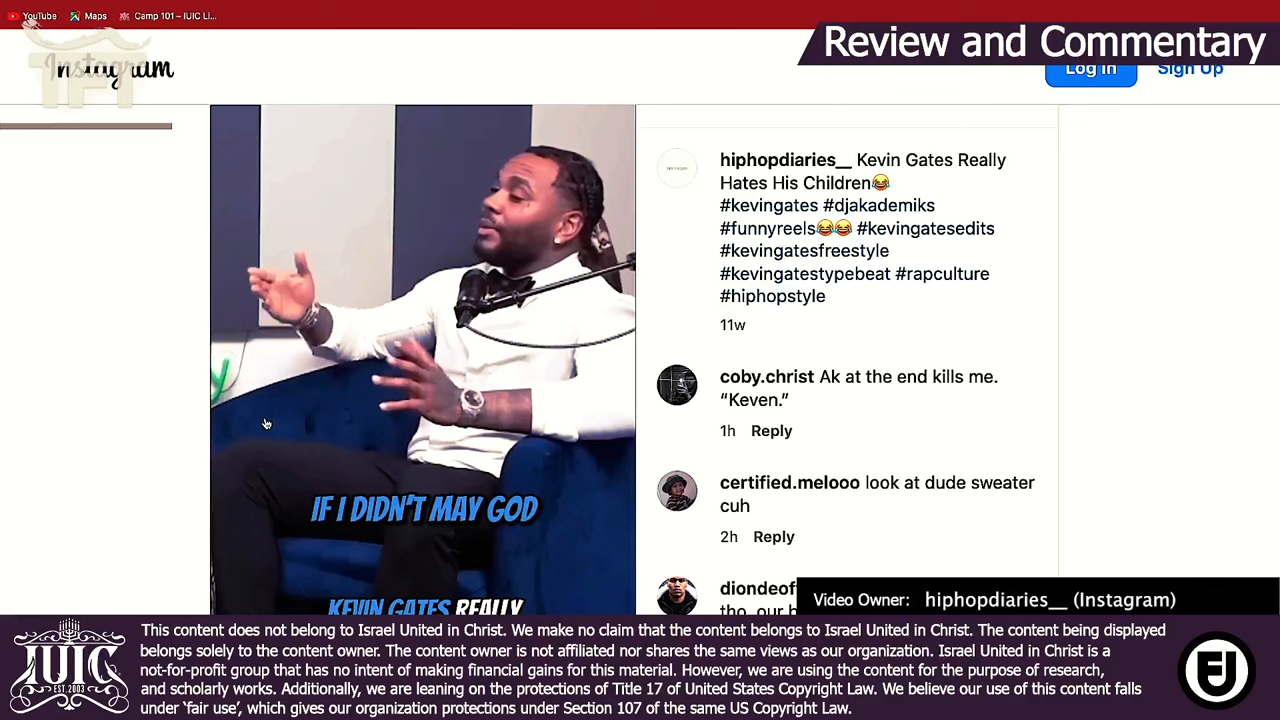 YouTube Maps Camp 101 – IUIC Li...
Review and Commentary
Instagram
TFT
Log In Sign Up
hiphopdiaries__ Kevin Gates Really
Hates His Children😂
#kevingates #djakademiks
#funnyreels😂😂 #kevingatesedits
#kevingatesfreestyle
#kevingatestypebeat #rapculture
#hiphopstyle
11w
coby.christ Ak at the end kills me.
“Keven.”
1h Reply
certified.melooo look at dude sweater
cuh
2h Reply
IF I DIDN'T MAY GOD
KEVIN GATES REALLY
Video Owner: hiphopdiaries__ (Instagram)
This content does not belong to Israel United in Christ. We make no claim that the content belongs to Israel United in Christ. The content being displayed
belongs solely to the content owner. The content owner is not affiliated nor shares the same views as our organization. Israel United in Christ is a
not-for-profit group that has no intent of making financial gains for this material. However, we are using the content for the purpose of research,
and scholarly works. Additionally, we are leaning on the protections of Title 17 of United States Copyright Law. We believe our use of this content falls
under ‘fair use’, which gives our organization protections under Section 107 of the same US Copyright Law.
IUIC
EST. 2003